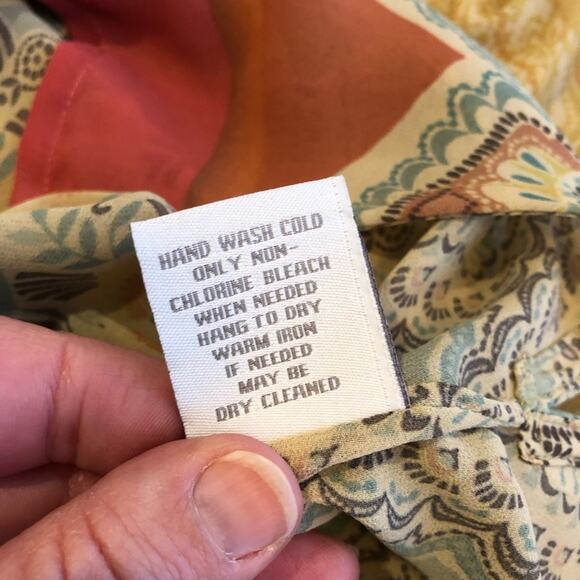 HAND WASH COLD
ONLY NON-
CHLORINE BLEACH
WHEN NEEDED
HANG TO DRY
WARM IRON
IF NEEDED
MAY BE
DRY CLEANED